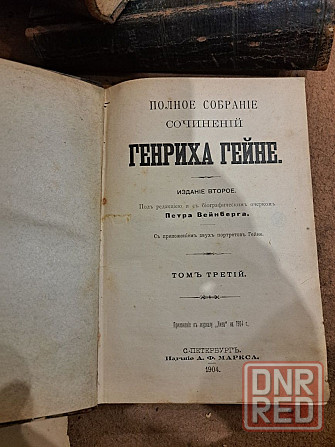 ПОЛНОЕ СОБРАНІЕ
СОЧИНЕНІЙ
ГЕНРИХА ГЕЙНЕ.
ИЗДАНІЕ ВТОРОЕ.
Подъ редакціею и съ біографическимъ очеркомъ
Петра Вейнберга.
Съ приложеніемъ двухъ портретовъ Гейне.
ТОМЪ ТРЕТІЙ.
Приложеніе къ журналу „Нива" на 1904 г.
С.-ПЕТЕРБУРГЪ.
Изданіе А. Ф. МАРКСА.
1904.
DNR
RED